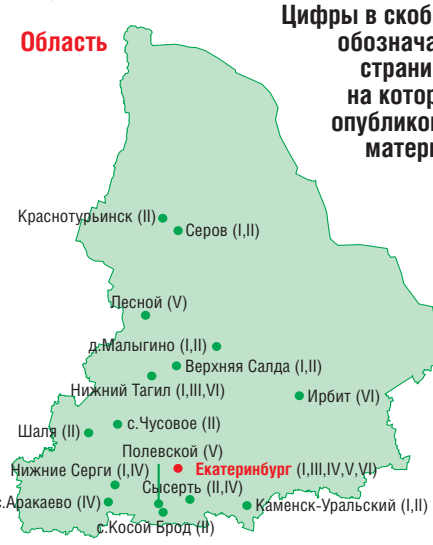 Цифры в скоб
Область
обознача
страни
на котор
опубликов
матери
Краснотурьинск (II)
Серов (I,II)
Лесной (V)
д.Малыгино (I,II)
Верхняя Салда (I,II)
Нижний Тагил (I,III,VI)
Ирбит (VI)
с.Чусовое (II)
Шаля (II)
Полевской (V)
Нижние Серги (I,IV)
Екатеринбург (I,III,IV,V,VI)
Сысерть (II,IV)
с.Аракаево (IV)
Каменск-Уральский (I,II)
с.Косой Брод (II)